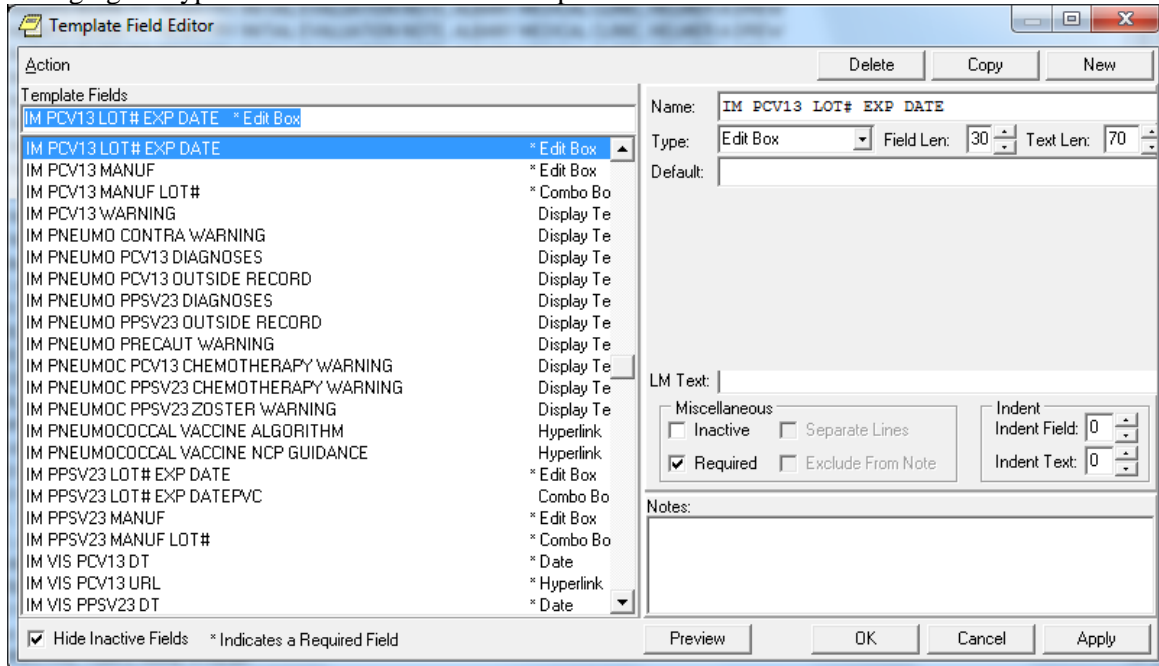 Template Field Editor
Action
Delete Copy New
Template Fields
IM PCV13 LOT# EXP DATE * Edit Box
IM PCV13 LOT# EXP DATE * Edit Box
IM PCV13 MANUF * Edit Box
IM PCV13 MANUF LOT# * Combo Bo
IM PCV13 WARNING Display Te
IM PNEUMO CONTRA WARNING Display Te
IM PNEUMO PCV13 DIAGNOSES Display Te
IM PNEUMO PCV13 OUTSIDE RECORD Display Te
IM PNEUMO PPSV23 DIAGNOSES Display Te
IM PNEUMO PPSV23 OUTSIDE RECORD Display Te
IM PNEUMO PRECAUT WARNING Display Te
IM PNEUMOC PCV13 CHEMOTHERAPY WARNING Display Te
IM PNEUMOC PPSV23 CHEMOTHERAPY WARNING Display Te
IM PNEUMOC PPSV23 ZOSTER WARNING Display Te
IM PNEUMOCOCCAL VACCINE ALGORITHM Hyperlink
IM PNEUMOCOCCAL VACCINE NCP GUIDANCE Hyperlink
IM PPSV23 LOT# EXP DATE * Edit Box
IM PPSV23 LOT# EXP DATEPVC Combo Bo
IM PPSV23 MANUF * Edit Box
IM PPSV23 MANUF LOT# * Combo Bo
IM VIS PCV13 DT * Date
IM VIS PCV13 URL * Hyperlink
IM VIS PPSV23 DT * Date
Hide Inactive Fields * Indicates a Required Field
Name: IM PCV13 LOT# EXP DATE
Type: Edit Box Field Len: 30 Text Len: 70
Default:
LM Text:
Miscellaneous
Inactive Separate Lines
Required Exclude From Note
Indent
Indent Field: 0
Indent Text: 0
Notes:
Preview OK Cancel Apply